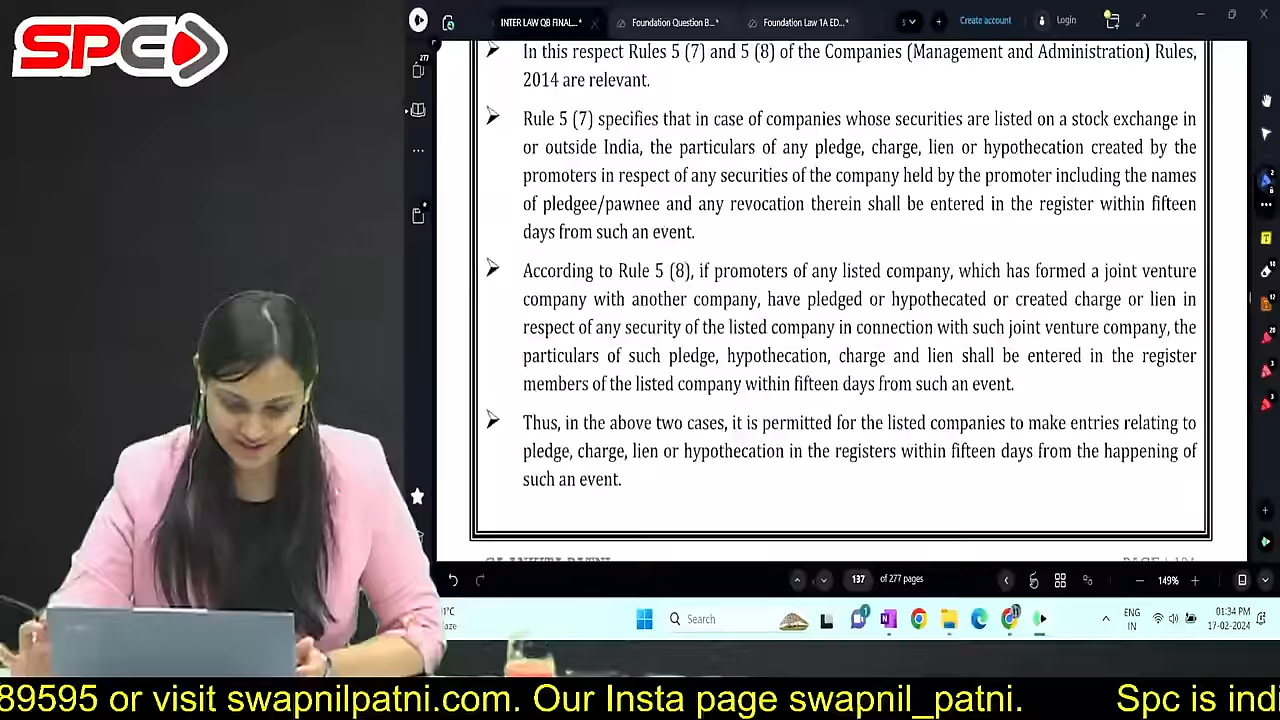 SPC
INTER LAW QB FINAL...*
Foundation Question B...*
Foundation Law 1A ED...*
Create account
Login
277
In this respect Rules 5 (7) and 5 (8) of the Companies (Management and Administration) Rules,
2014 are relevant.
Rule 5 (7) specifies that in case of companies whose securities are listed on a stock exchange in
or outside India, the particulars of any pledge, charge, lien or hypothecation created by the
promoters in respect of any securities of the company held by the promoter including the names
of pledgee/pawnee and any revocation therein shall be entered in the register within fifteen
days from such an event.
According to Rule 5 (8), if promoters of any listed company, which has formed a joint venture
company with another company, have pledged or hypothecated or created charge or lien in
respect of any security of the listed company in connection with such joint venture company, the
particulars of such pledge, hypothecation, charge and lien shall be entered in the register
members of the listed company within fifteen days from such an event.
Thus, in the above two cases, it is permitted for the listed companies to make entries relating to
pledge, charge, lien or hypothecation in the registers within fifteen days from the happening of
such an event.
137
of 277 pages
149%
Search
ENG
IN
01:34 PM
17-02-2024
89595 or visit swapnilpatni.com. Our Insta page swapnil_patni.
Spc is indi